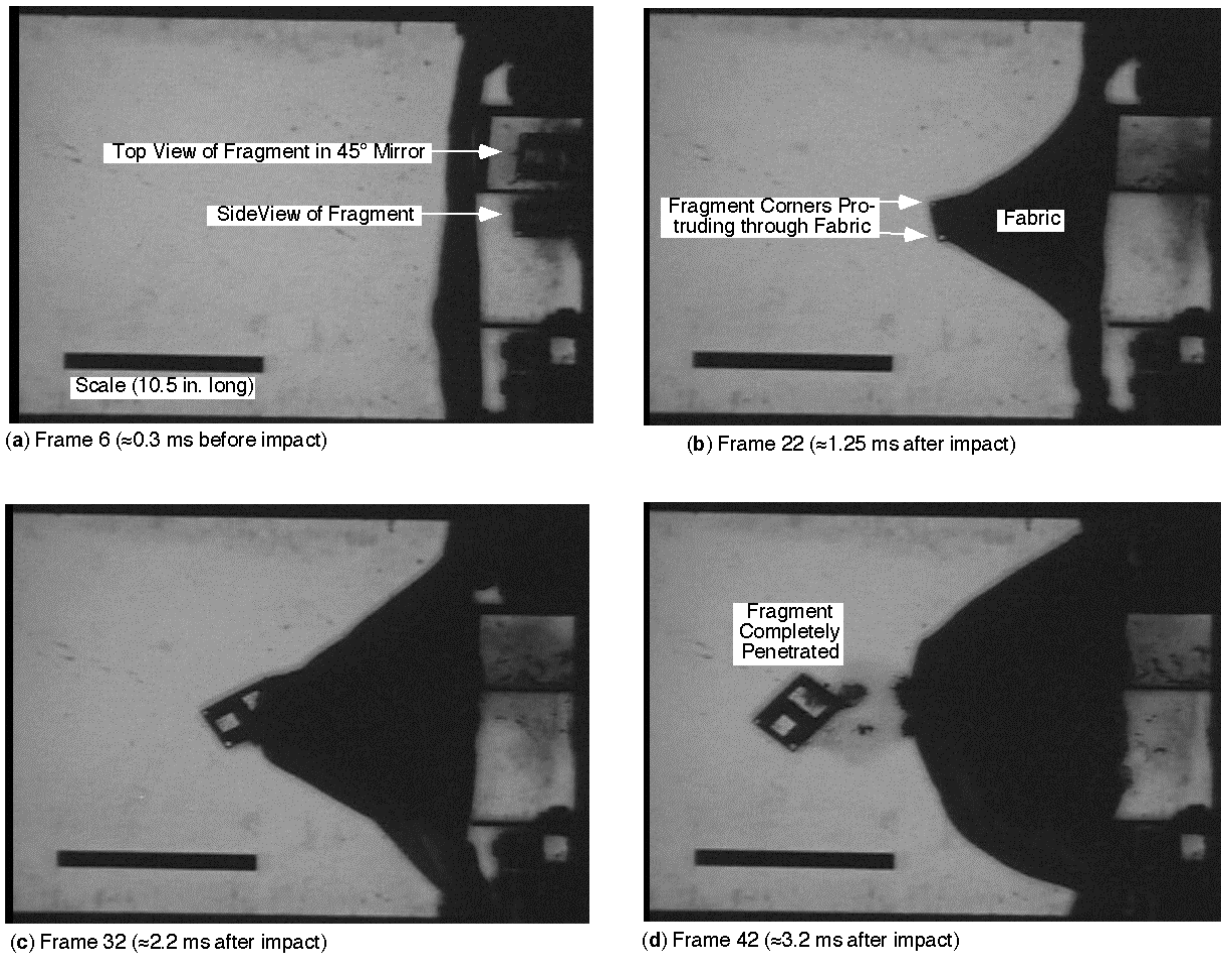 Top View of Fragment in 45° Mirror
SideView of Fragment
Scale (10.5 in. long)
(a) Frame 6 (≈0.3 ms before impact)
Fragment Corners Pro-
truding through Fabric
Fabric
(b) Frame 22 (≈1.25 ms after impact)
(c) Frame 32 (≈2.2 ms after impact)
Fragment
Completely
Penetrated
(d) Frame 42 (≈3.2 ms after impact)